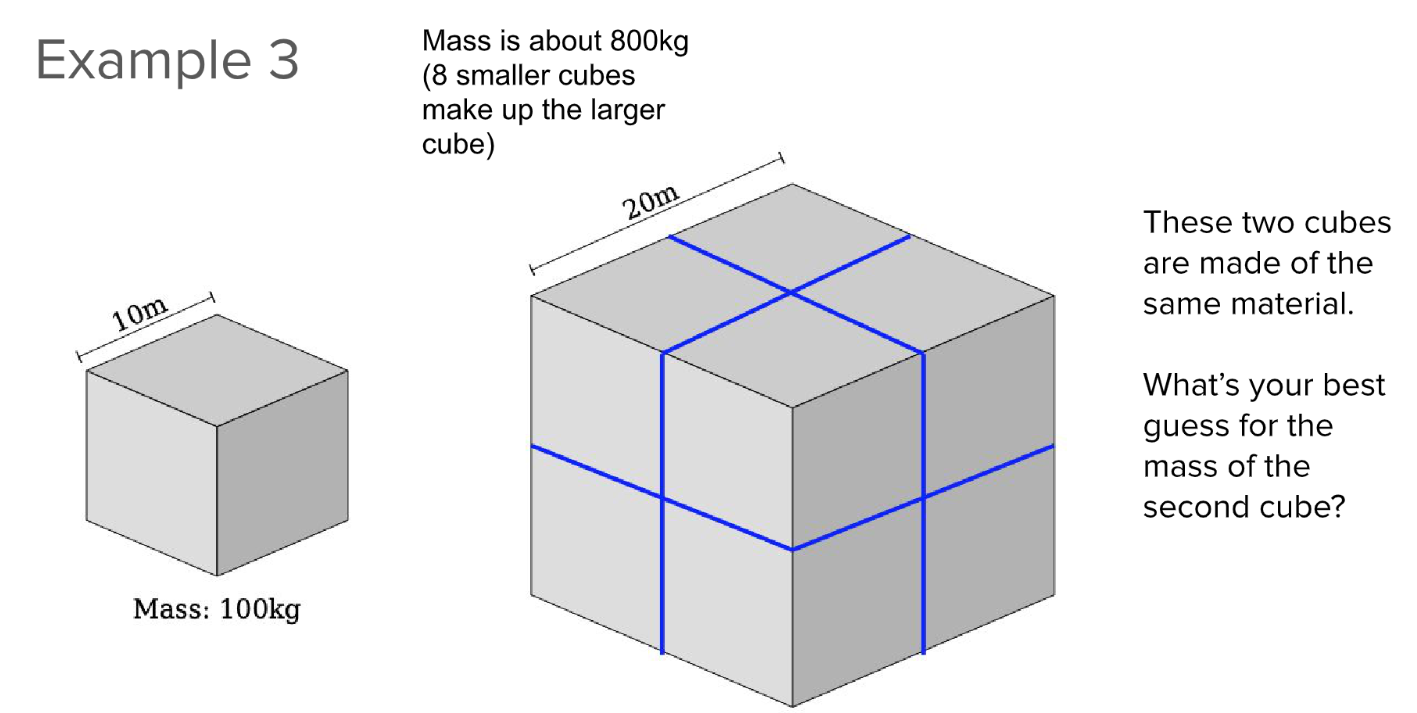 Example 3
Mass is about 800kg
(8 smaller cubes
make up the larger
cube)
10m
Mass: 100kg
20m
These two cubes
are made of the
same material.
What’s your best
guess for the
mass of the
second cube?